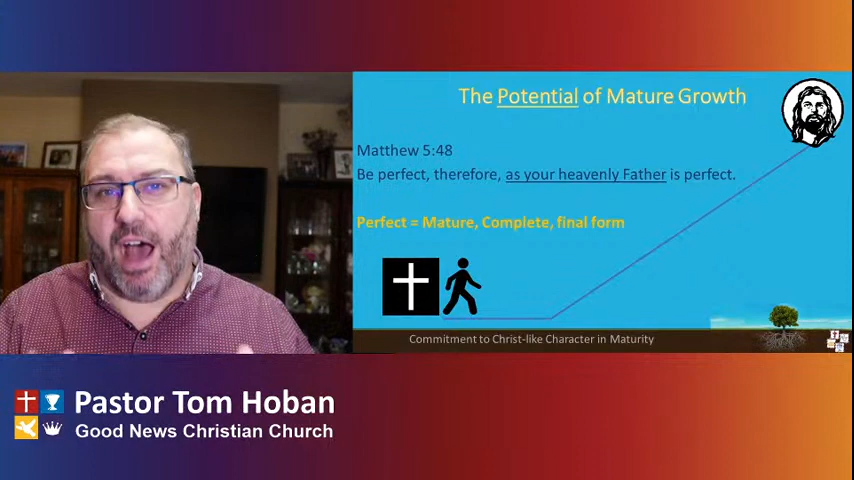 The Potential of Mature Growth
Matthew 5:48
Be perfect, therefore, as your heavenly Father is perfect.
Perfect = Mature, Complete, final form
Commitment to Christ-like Character in Maturity
Pastor Tom Hoban
Good News Christian Church